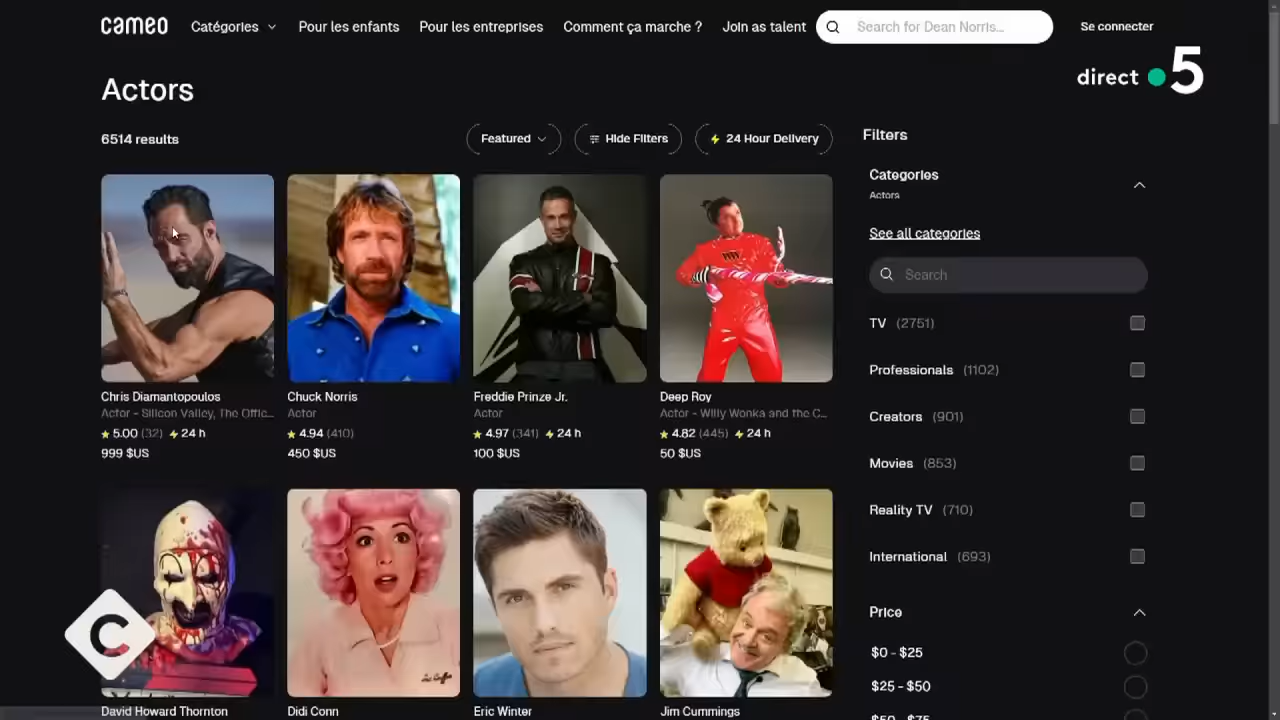 cameo
Catégories
Pour les enfants
Pour les entreprises
Comment ça marche ?
Join as talent
Search for Dean Norris...
Se connecter
direct 5
Actors
6514 results
Featured
Hide Filters
24 Hour Delivery
Filters
Categories
Actors
See all categories
Search
TV (2751)
Professionals (1102)
Creators (901)
Movies (853)
Reality TV (710)
International (693)
Price
$0 - $25
$25 - $50
$50 - $75
Chris Diamantopoulos
Actor - Silicon Valley, The Offic...
5.00 (32) 24 h
999 $US
Chuck Norris
Actor
4.94 (410)
450 $US
Freddie Prinze Jr.
Actor
4.97 (341) 24 h
100 $US
Deep Roy
Actor - Willy Wonka and the C...
4.82 (445) 24 h
50 $US
C
David Howard Thornton
Didi Conn
Eric Winter
Jim Cummings